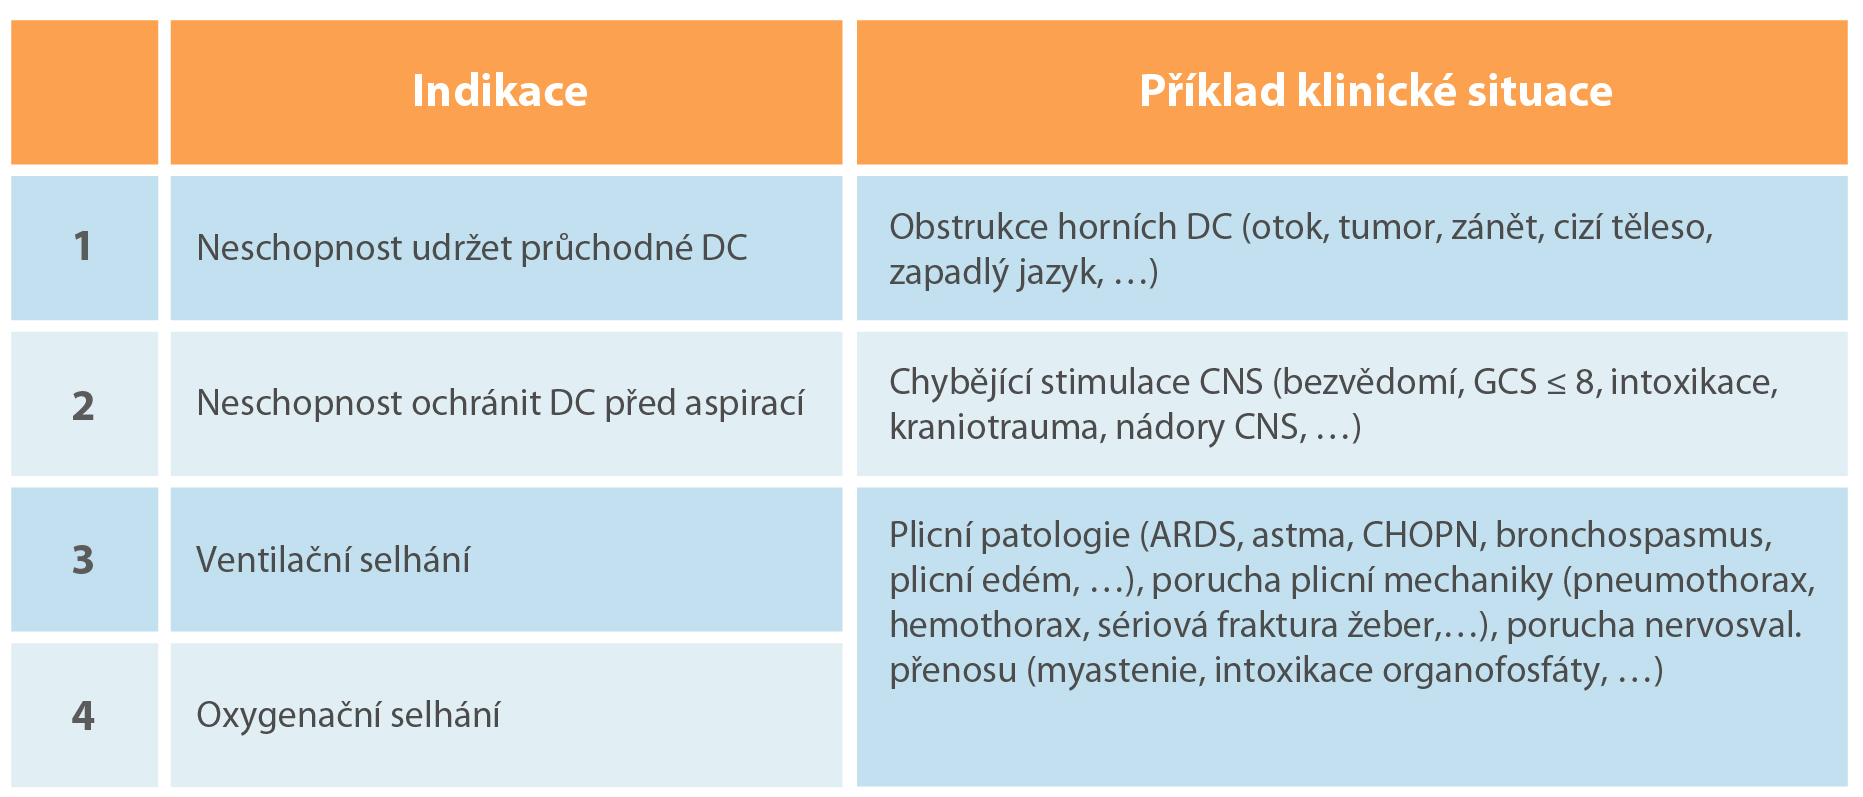 Indikace
Příklad klinické situace
1
Neschopnost udržet průchodné DC
Obstrukce horních DC (otok, tumor, zánět, cizí těleso,
zapadlý jazyk, …)
2
Neschopnost ochránit DC před aspirací
Chybějící stimulace CNS (bezvědomí, GCS ≤ 8, intoxikace,
kraniotrauma, nádory CNS, …)
3
Ventilační selhání
Plicní patologie (ARDS, astma, CHOPN, bronchospasmus,
plicní edém, …), porucha plicní mechaniky (pneumothorax,
hemothorax, sériová fraktura žeber,…), porucha nervosval.
přenosu (myastenie, intoxikace organofosfáty, …)
4
Oxygenační selhání